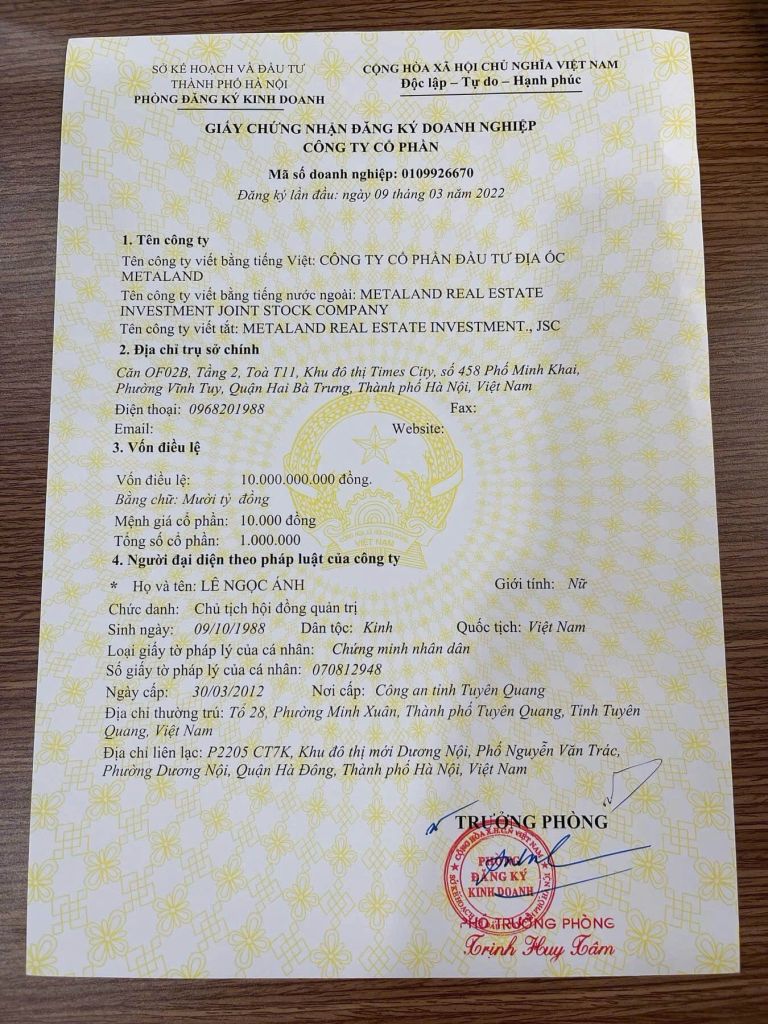 SỞ KẾ HOẠCH VÀ ĐẦU TƯ
THÀNH PHỐ HÀ NỘI
PHÒNG ĐĂNG KÝ KINH DOANH
CỘNG HÒA XÃ HỘI CHỦ NGHĨA VIỆT NAM
Độc lập – Tự do – Hạnh phúc
GIẤY CHỨNG NHẬN ĐĂNG KÝ DOANH NGHIỆP
CÔNG TY CỔ PHẦN
Mã số doanh nghiệp: 0109926670
Đăng ký lần đầu: ngày 09 tháng 03 năm 2022
1. Tên công ty
Tên công ty viết bằng tiếng Việt: CÔNG TY CỔ PHẦN ĐẦU TƯ ĐỊA ỐC
METALAND
Tên công ty viết bằng tiếng nước ngoài: METALAND REAL ESTATE
INVESTMENT JOINT STOCK COMPANY
Tên công ty viết tắt: METALAND REAL ESTATE INVESTMENT., JSC
2. Địa chỉ trụ sở chính
Căn OF02B, Tầng 2, Toà T11, Khu đô thị Times City, số 458 Phố Minh Khai,
Phường Vĩnh Tuy, Quận Hai Bà Trưng, Thành phố Hà Nội, Việt Nam
Điện thoại: 0968201988 Fax:
Email: Website:
3. Vốn điều lệ
Vốn điều lệ: 10.000.000.000 đồng.
Bằng chữ: Mười tỷ đồng
Mệnh giá cổ phần: 10.000 đồng
Tổng số cổ phần: 1.000.000
VIỆT NAM
4. Người đại diện theo pháp luật của công ty
* Họ và tên: LÊ NGỌC ÁNH Giới tính: Nữ
Chức danh: Chủ tịch hội đồng quản trị
Sinh ngày: 09/10/1988 Dân tộc: Kinh Quốc tịch: Việt Nam
Loại giấy tờ pháp lý của cá nhân: Chứng minh nhân dân
Số giấy tờ pháp lý của cá nhân: 070812948
Ngày cấp: 30/03/2012 Nơi cấp: Công an tỉnh Tuyên Quang
Địa chỉ thường trú: Tổ 28, Phường Minh Xuân, Thành phố Tuyên Quang, Tỉnh Tuyên
Quang, Việt Nam
Địa chỉ liên lạc: P2205 CT7K, Khu đô thị mới Dương Nội, Phố Nguyễn Văn Trác,
Phường Dương Nội, Quận Hà Đông, Thành phố Hà Nội, Việt Nam
TRƯỞNG PHÒNG
CỘNG HÒA X.H.C.N VIỆT NAM
PHÒNG
ĐĂNG KÝ
KINH DOANH
PHÓ TRƯỞNG PHÒNG
Trịnh Huy Tâm